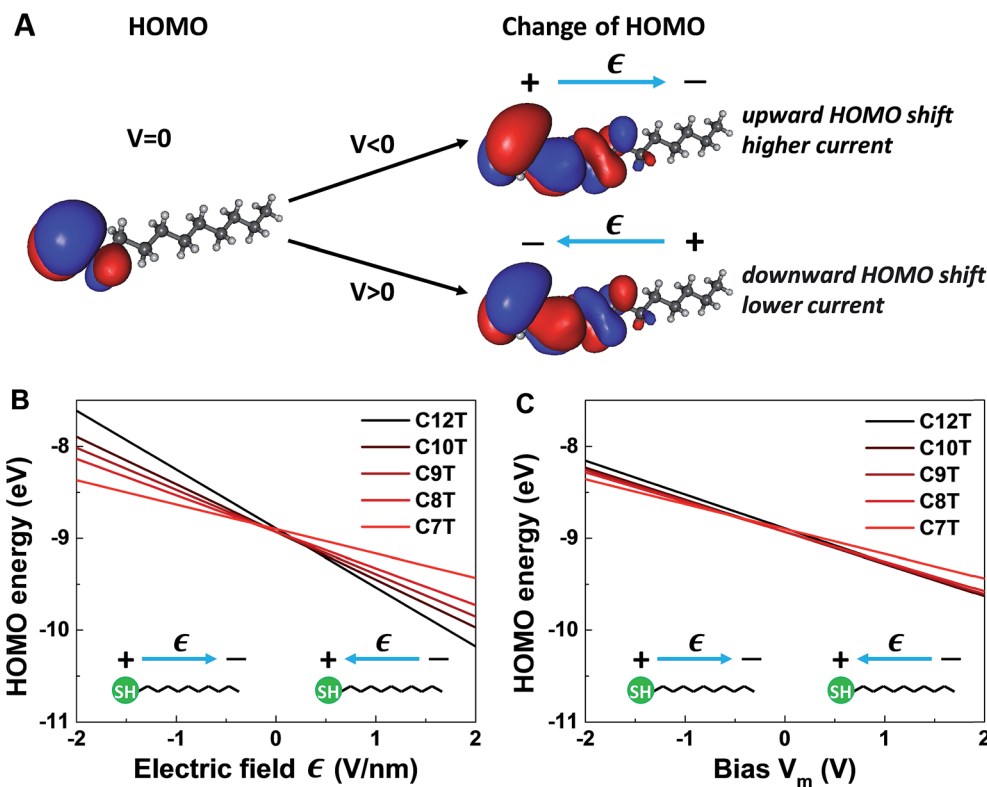 A
HOMO
Change of HOMO
+ ϵ −
V=0
V<0
upward HOMO shift
higher current
− ϵ +
V>0
downward HOMO shift
lower current
B
HOMO energy (eV)
-8
-9
-10
-11
C12T
C10T
C9T
C8T
C7T
+ ϵ −
SH
+ ϵ −
SH
-2 -1 0 1 2
Electric field ϵ (V/nm)
C
HOMO energy (eV)
-8
-9
-10
-11
C12T
C10T
C9T
C8T
C7T
+ ϵ −
SH
+ ϵ −
SH
-2 -1 0 1 2
Bias Vm (V)